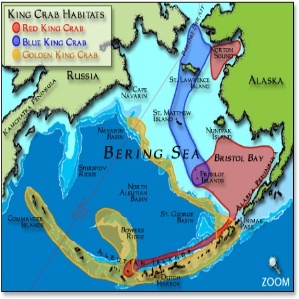 King Crab Habitats
Red King Crab
Blue King Crab
Golden King Crab
Russia
Alaska
Norton Sound
Cape Navarin
St. Lawrence Island
Kamchatka Peninsula
St. Matthew Island
Navarin Basin
Nunivak Island
Bering Sea
Bristol Bay
Shirshov Ridge
Pribilof Islands
Alaska Peninsula
North Aleutian Basin
St. George Basin
Commander Islands
Unimak Pass
Bowers Ridge
Aleutian Islands
Dutch Harbor
ZOOM